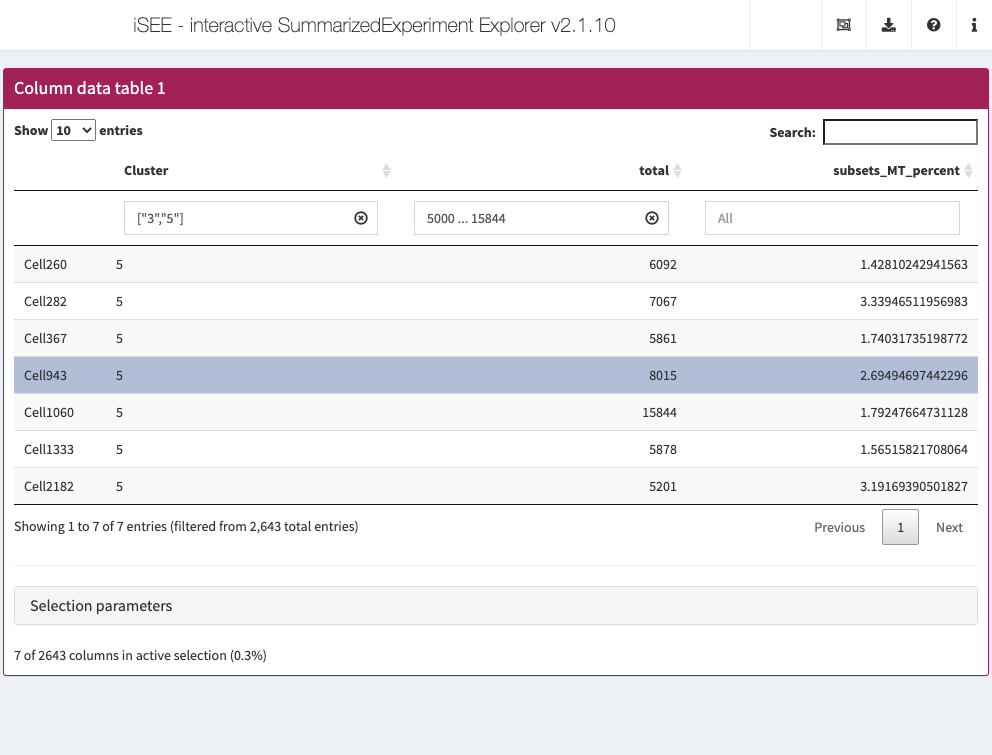 iSEE - interactive SummarizedExperiment Explorer v2.1.10
Column data table 1
Show 10 entries
Search:
Cluster total subsets_MT_percent
["3","5"] 5000 ... 15844 All
Cell260 5 6092 1.42810242941563
Cell282 5 7067 3.33946511956983
Cell367 5 5861 1.74031735198772
Cell943 5 8015 2.69494697442296
Cell1060 5 15844 1.79247664731128
Cell1333 5 5878 1.56515821708064
Cell2182 5 5201 3.19169390501827
Showing 1 to 7 of 7 entries (filtered from 2,643 total entries)
Previous 1 Next
Selection parameters
7 of 2643 columns in active selection (0.3%)